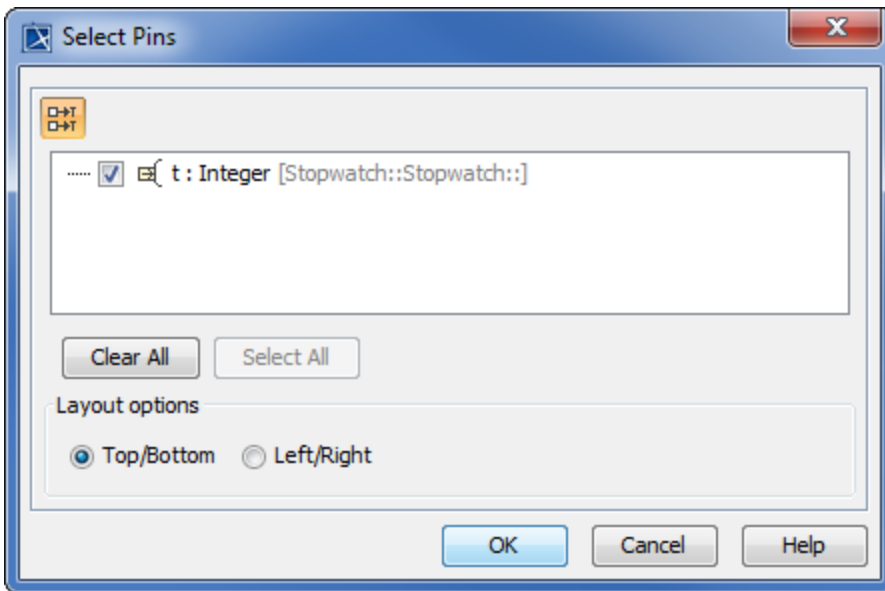 Select Pins
t : Integer [Stopwatch::Stopwatch::]
Clear All Select All
Layout options
Top/Bottom Left/Right
OK Cancel Help